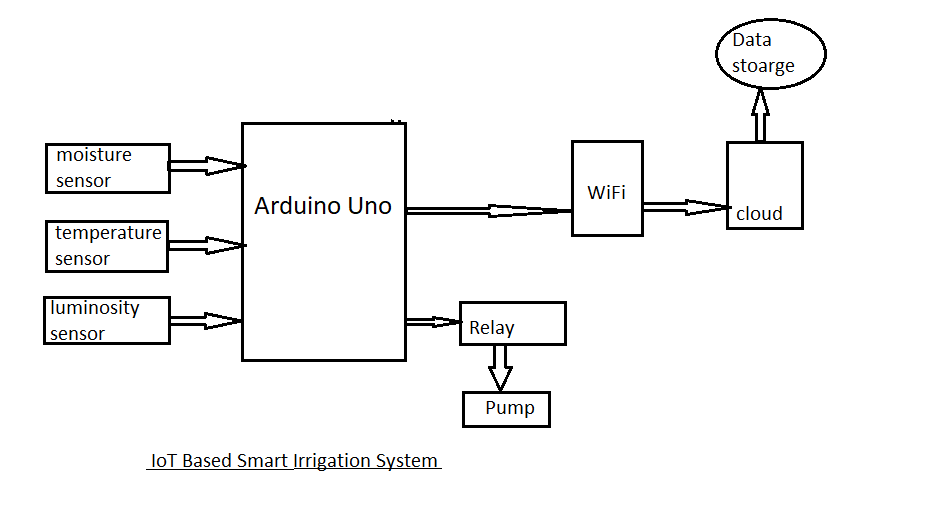 Data
stoarge
moisture
sensor
Arduino Uno
WiFi
cloud
temperature
sensor
luminosity
sensor
Relay
Pump
IoT Based Smart Irrigation System